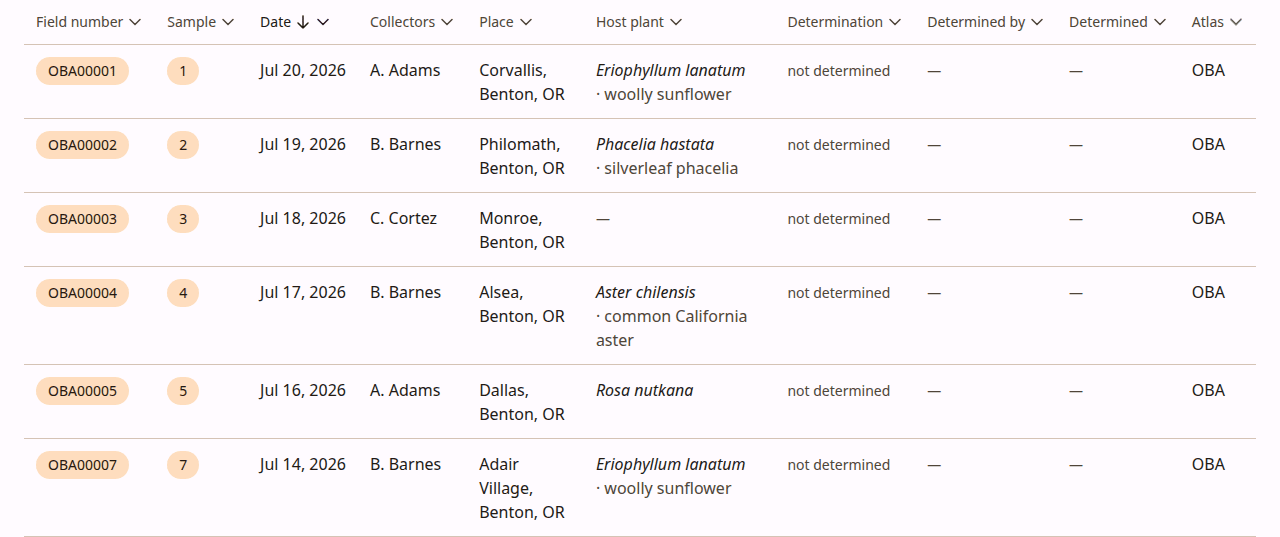 Field number Sample Date ↓ Collectors Place Host plant Determination Determined by Determined Atlas
OBA00001 1 Jul 20, 2026 A. Adams Corvallis, Eriophyllum lanatum not determined — — OBA
Benton, OR · woolly sunflower
OBA00002 2 Jul 19, 2026 B. Barnes Philomath, Phacelia hastata not determined — — OBA
Benton, OR · silverleaf phacelia
OBA00003 3 Jul 18, 2026 C. Cortez Monroe, — not determined — — OBA
Benton, OR
OBA00004 4 Jul 17, 2026 B. Barnes Alsea, Aster chilensis not determined — — OBA
Benton, OR · common California
aster
OBA00005 5 Jul 16, 2026 A. Adams Dallas, Rosa nutkana not determined — — OBA
Benton, OR
OBA00007 7 Jul 14, 2026 B. Barnes Adair Eriophyllum lanatum not determined — — OBA
Village, · woolly sunflower
Benton, OR